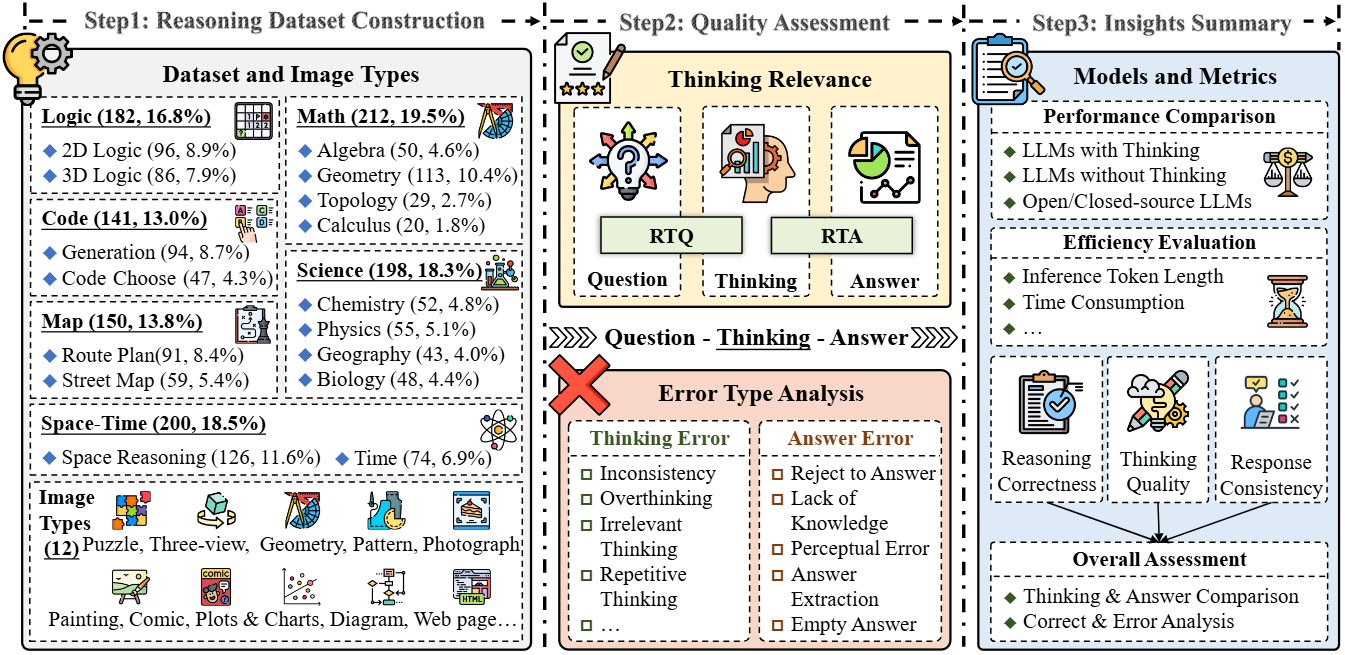 Step1: Reasoning Dataset Construction
Dataset and Image Types
Logic (182, 16.8%)
2D Logic (96, 8.9%)
3D Logic (86, 7.9%)
Code (141, 13.0%)
Generation (94, 8.7%)
Code Choose (47, 4.3%)
Map (150, 13.8%)
Route Plan(91, 8.4%)
Street Map (59, 5.4%)
Math (212, 19.5%)
Algebra (50, 4.6%)
Geometry (113, 10.4%)
Topology (29, 2.7%)
Calculus (20, 1.8%)
Science (198, 18.3%)
Chemistry (52, 4.8%)
Physics (55, 5.1%)
Geography (43, 4.0%)
Biology (48, 4.4%)
Space-Time (200, 18.5%)
Space Reasoning (126, 11.6%)
Time (74, 6.9%)
Image
Types
(12)
Puzzle, Three-view, Geometry, Pattern, Photograph
COMIC
HTML
Painting, Comic, Plots & Charts, Diagram, Web page…
Step2: Quality Assessment
Thinking Relevance
RTQ
RTA
Question
Thinking
Answer
Question - Thinking - Answer
Error Type Analysis
Thinking Error
Inconsistency
Overthinking
Irrelevant
Thinking
Repetitive
Thinking
…
Answer Error
Reject to Answer
Lack of
Knowledge
Perceptual Error
Answer
Extraction
Empty Answer
Step3: Insights Summary
Models and Metrics
Performance Comparison
LLMs with Thinking
LLMs without Thinking
Open/Closed-source LLMs
Efficiency Evaluation
Inference Token Length
Time Consumption
…
Reasoning
Correctness
Thinking
Quality
Response
Consistency
Overall Assessment
Thinking & Answer Comparison
Correct & Error Analysis